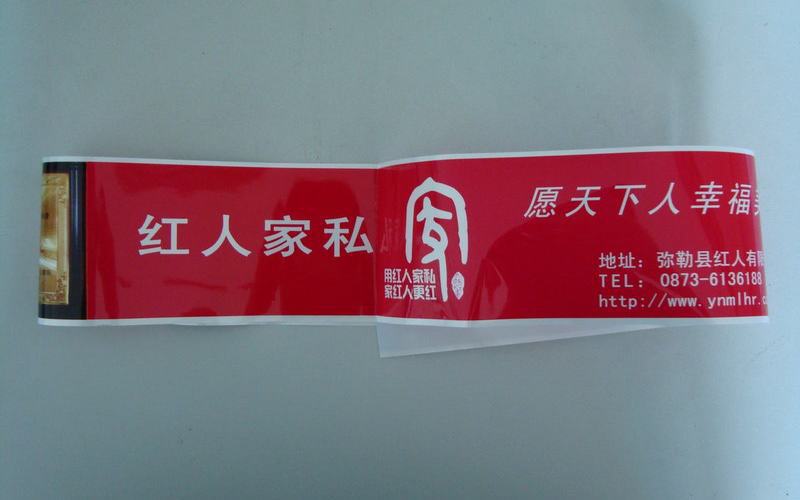 红人家私
用红人家私
家红人更红
愿天下人幸福
地址：弥勒县红人有限
TEL: 0873-6136188
http://www.ynmlhr.c